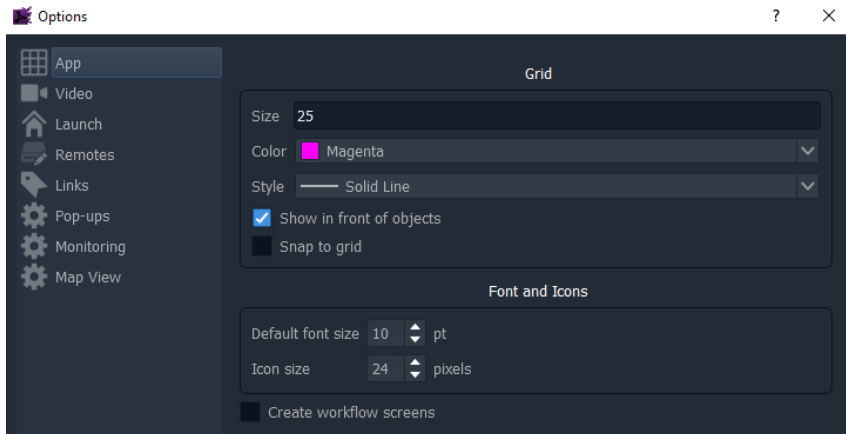 Options
?
App
Video
Launch
Remotes
Links
Pop-ups
Monitoring
Map View
Grid
Size 25
Color Magenta
Style Solid Line
Show in front of objects
Snap to grid
Font and Icons
Default font size 10 pt
Icon size 24 pixels
Create workflow screens